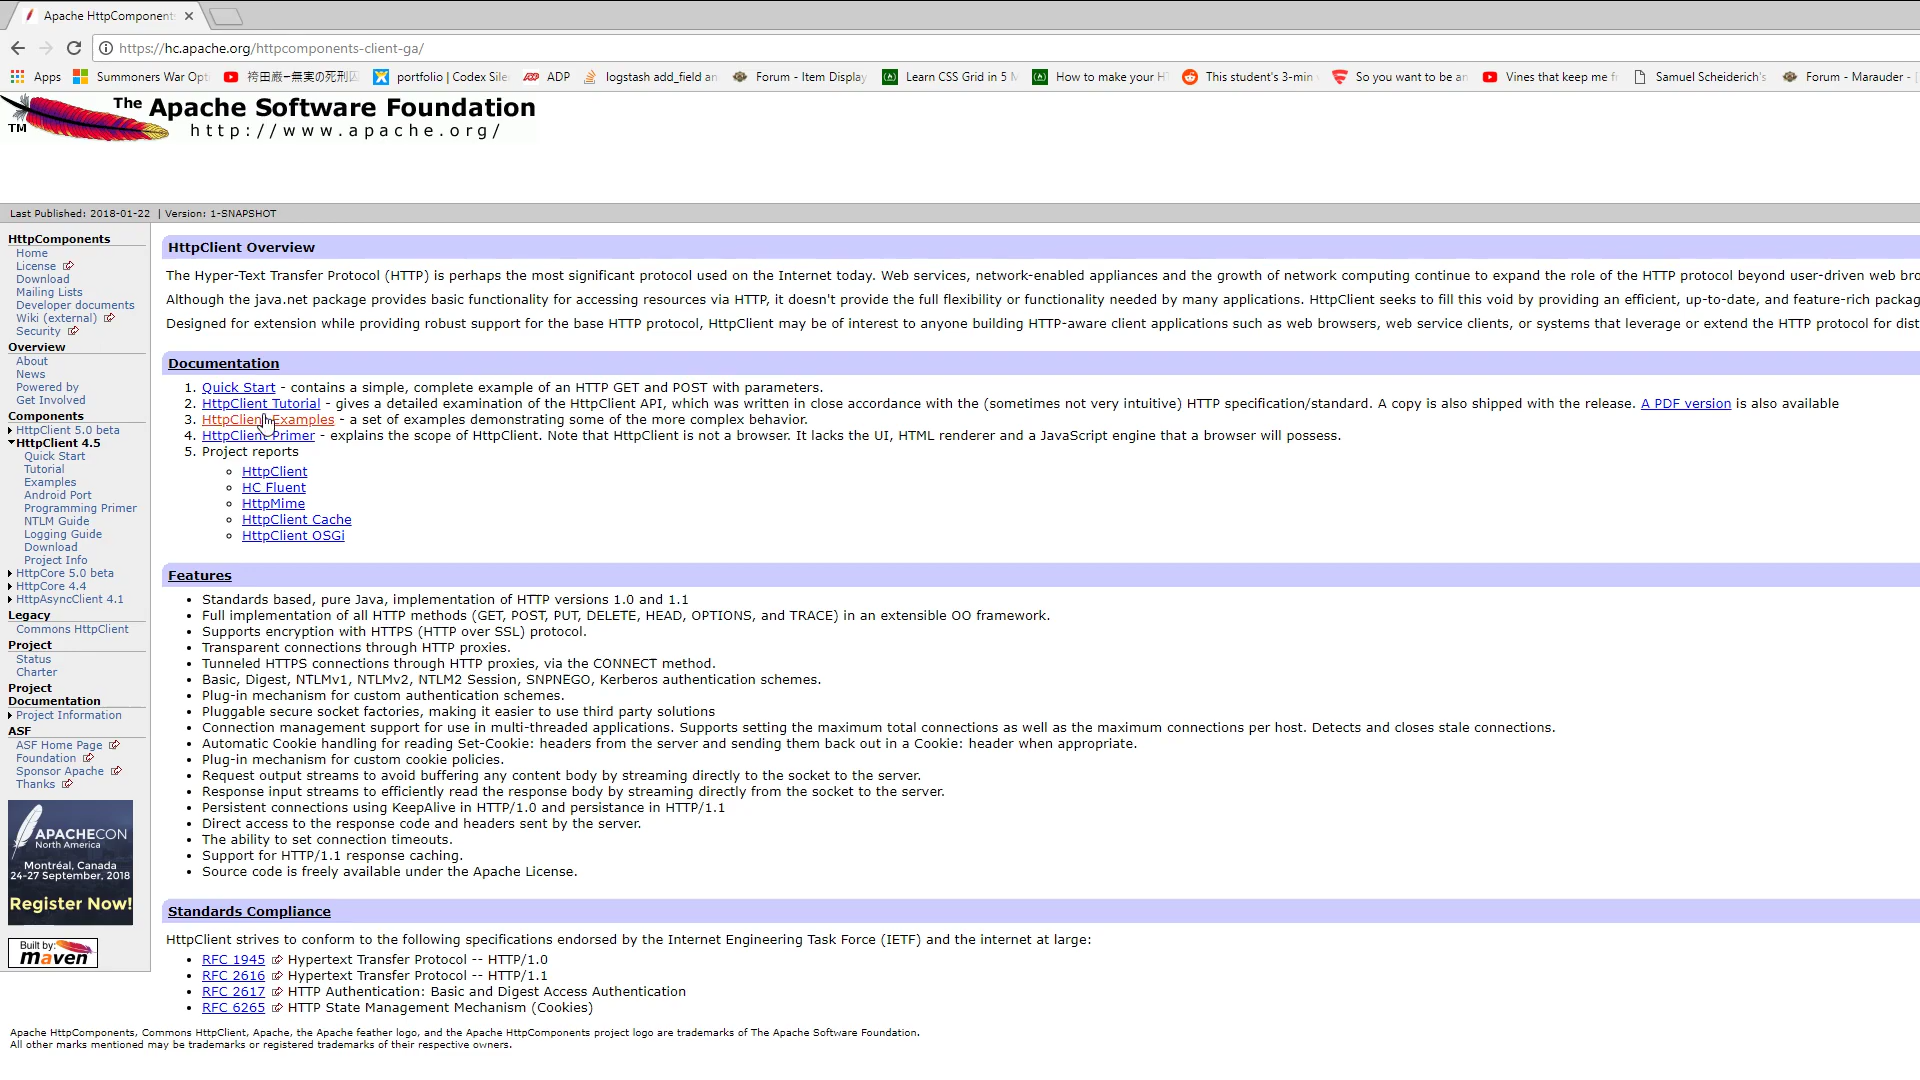 Apache HttpComponents
https://hc.apache.org/httpcomponents-client-ga/
Apps
Summoners War Opt
袴田巌−無実の死刑囚
portfolio | Codex Sile
ADP
logstash add_field an
Forum - Item Display
Learn CSS Grid in 5 M
How to make your H
This student's 3-min
So you want to be an
Vines that keep me f
Samuel Scheiderich's
Forum - Marauder - [
TM
The Apache Software Foundation
http://www.apache.org/
Last Published: 2018-01-22 | Version: 1-SNAPSHOT
HttpComponents
Home
License
Download
Mailing Lists
Developer documents
Wiki (external)
Security
Overview
About
News
Powered by
Get Involved
Components
HttpClient 5.0 beta
HttpClient 4.5
Quick Start
Tutorial
Examples
Android Port
Programming Primer
NTLM Guide
Logging Guide
Download
Project Info
HttpCore 5.0 beta
HttpCore 4.4
HttpAsyncClient 4.1
Legacy
Commons HttpClient
Project
Status
Charter
Project
Documentation
Project Information
ASF
ASF Home Page
Foundation
Sponsor Apache
Thanks
APACHECON
North America
Montréal, Canada
24-27 September, 2018
Register Now!
Built by:
maven
HttpClient Overview
The Hyper-Text Transfer Protocol (HTTP) is perhaps the most significant protocol used on the Internet today. Web services, network-enabled appliances and the growth of network computing continue to expand the role of the HTTP protocol beyond user-driven web bro
Although the java.net package provides basic functionality for accessing resources via HTTP, it doesn't provide the full flexibility or functionality needed by many applications. HttpClient seeks to fill this void by providing an efficient, up-to-date, and feature-rich packag
Designed for extension while providing robust support for the base HTTP protocol, HttpClient may be of interest to anyone building HTTP-aware client applications such as web browsers, web service clients, or systems that leverage or extend the HTTP protocol for dist
Documentation
1. Quick Start - contains a simple, complete example of an HTTP GET and POST with parameters.
2. HttpClient Tutorial - gives a detailed examination of the HttpClient API, which was written in close accordance with the (sometimes not very intuitive) HTTP specification/standard. A copy is also shipped with the release. A PDF version is also available
3. HttpClient Examples - a set of examples demonstrating some of the more complex behavior.
4. HttpClient Primer - explains the scope of HttpClient. Note that HttpClient is not a browser. It lacks the UI, HTML renderer and a JavaScript engine that a browser will possess.
5. Project reports
HttpClient
HC Fluent
HttpMime
HttpClient Cache
HttpClient OSGi
Features
• Standards based, pure Java, implementation of HTTP versions 1.0 and 1.1
• Full implementation of all HTTP methods (GET, POST, PUT, DELETE, HEAD, OPTIONS, and TRACE) in an extensible OO framework.
• Supports encryption with HTTPS (HTTP over SSL) protocol.
• Transparent connections through HTTP proxies.
• Tunneled HTTPS connections through HTTP proxies, via the CONNECT method.
• Basic, Digest, NTLMv1, NTLMv2, NTLM2 Session, SNPNEGO, Kerberos authentication schemes.
• Plug-in mechanism for custom authentication schemes.
• Pluggable secure socket factories, making it easier to use third party solutions
• Connection management support for use in multi-threaded applications. Supports setting the maximum total connections as well as the maximum connections per host. Detects and closes stale connections.
• Automatic Cookie handling for reading Set-Cookie: headers from the server and sending them back out in a Cookie: header when appropriate.
• Plug-in mechanism for custom cookie policies.
• Request output streams to avoid buffering any content body by streaming directly to the socket to the server.
• Response input streams to efficiently read the response body by streaming directly from the socket to the server.
• Persistent connections using KeepAlive in HTTP/1.0 and persistance in HTTP/1.1
• Direct access to the response code and headers sent by the server.
• The ability to set connection timeouts.
• Support for HTTP/1.1 response caching.
• Source code is freely available under the Apache License.
Standards Compliance
HttpClient strives to conform to the following specifications endorsed by the Internet Engineering Task Force (IETF) and the internet at large:
• RFC 1945 Hypertext Transfer Protocol -- HTTP/1.0
• RFC 2616 Hypertext Transfer Protocol -- HTTP/1.1
• RFC 2617 HTTP Authentication: Basic and Digest Access Authentication
• RFC 6265 HTTP State Management Mechanism (Cookies)
Apache HttpComponents, Commons HttpClient, Apache, the Apache feather logo, and the Apache HttpComponents project logo are trademarks of The Apache Software Foundation.
All other marks mentioned may be trademarks or registered trademarks of their respective owners.